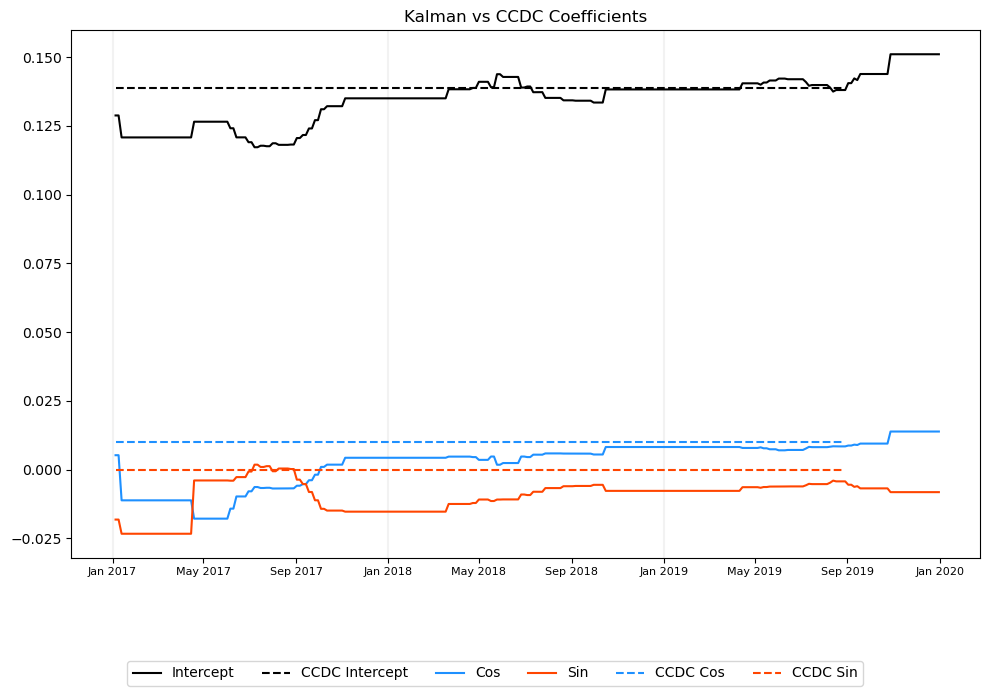 Kalman vs CCDC Coefficients
0.150
0.125
0.100
0.075
0.050
0.025
0.000
−0.025
Jan 2017 May 2017 Sep 2017 Jan 2018 May 2018 Sep 2018 Jan 2019 May 2019 Sep 2019 Jan 2020
Intercept CCDC Intercept Cos Sin CCDC Cos CCDC Sin